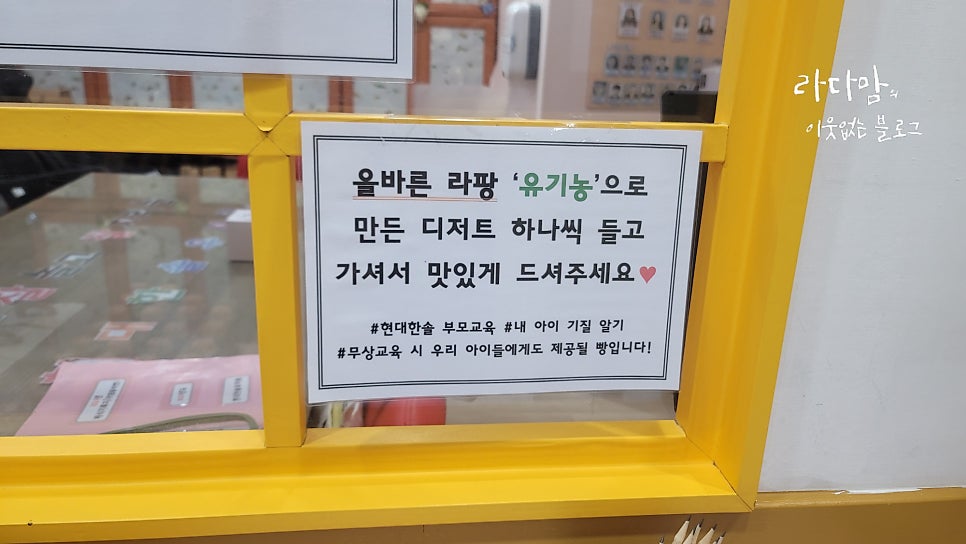 라다맘의
이웃없는 블로그
올바른 라팡 '유기농'으로
만든 디저트 하나씩 들고
가셔서 맛있게 드셔주세요♥
#현대한솔 부모교육 #내 아이 기질 알기
#무상교육 시 우리 아이들에게도 제공될 빵입니다!